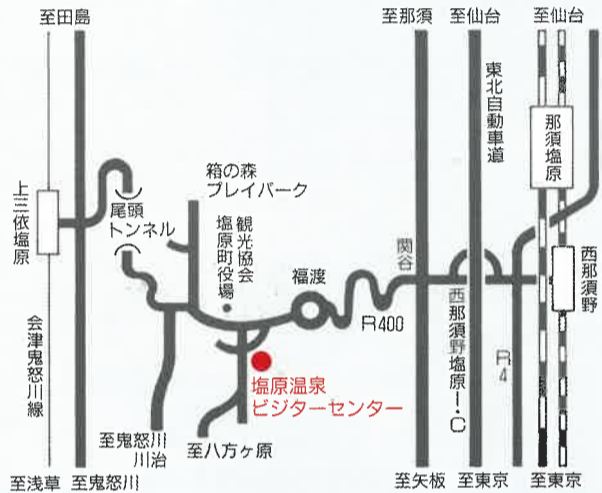 至田島
至那須
至仙台
至仙台
東北自動車道
那須塩原
箱の森
プレイパーク
尾頭
トンネル
上三依塩原
観光協会
塩原町役場
福渡
関谷
西那須野
R400
西那須野塩原I・C
R4
会津鬼怒川線
塩原温泉
ビジターセンター
至鬼怒川
川治
至八方ヶ原
至浅草
至鬼怒川
至矢板
至東京
至東京